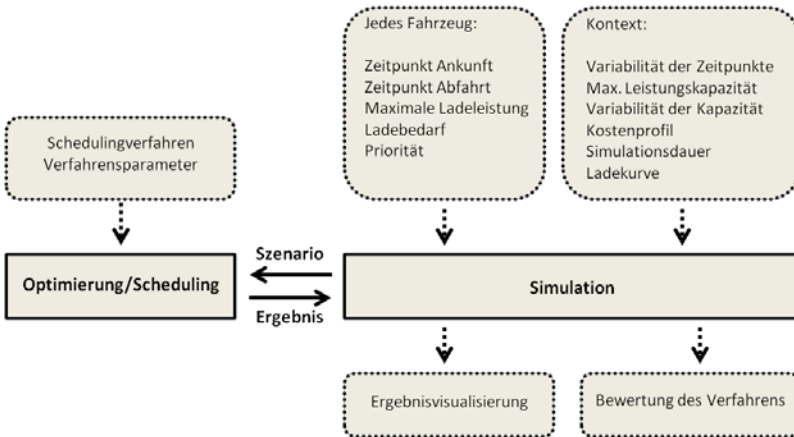 Jedes Fahrzeug:
Zeitpunkt Ankunft
Zeitpunkt Abfahrt
Maximale Ladeleistung
Ladebedarf
Priorität
Kontext:
Variabilität der Zeitpunkte
Max. Leistungskapazität
Variabilität der Kapazität
Kostenprofil
Simulationsdauer
Ladekurve
Schedulingverfahren
Verfahrensparameter
Optimierung/Scheduling
Szenario
Ergebnis
Simulation
Ergebnisvisualisierung
Bewertung des Verfahrens